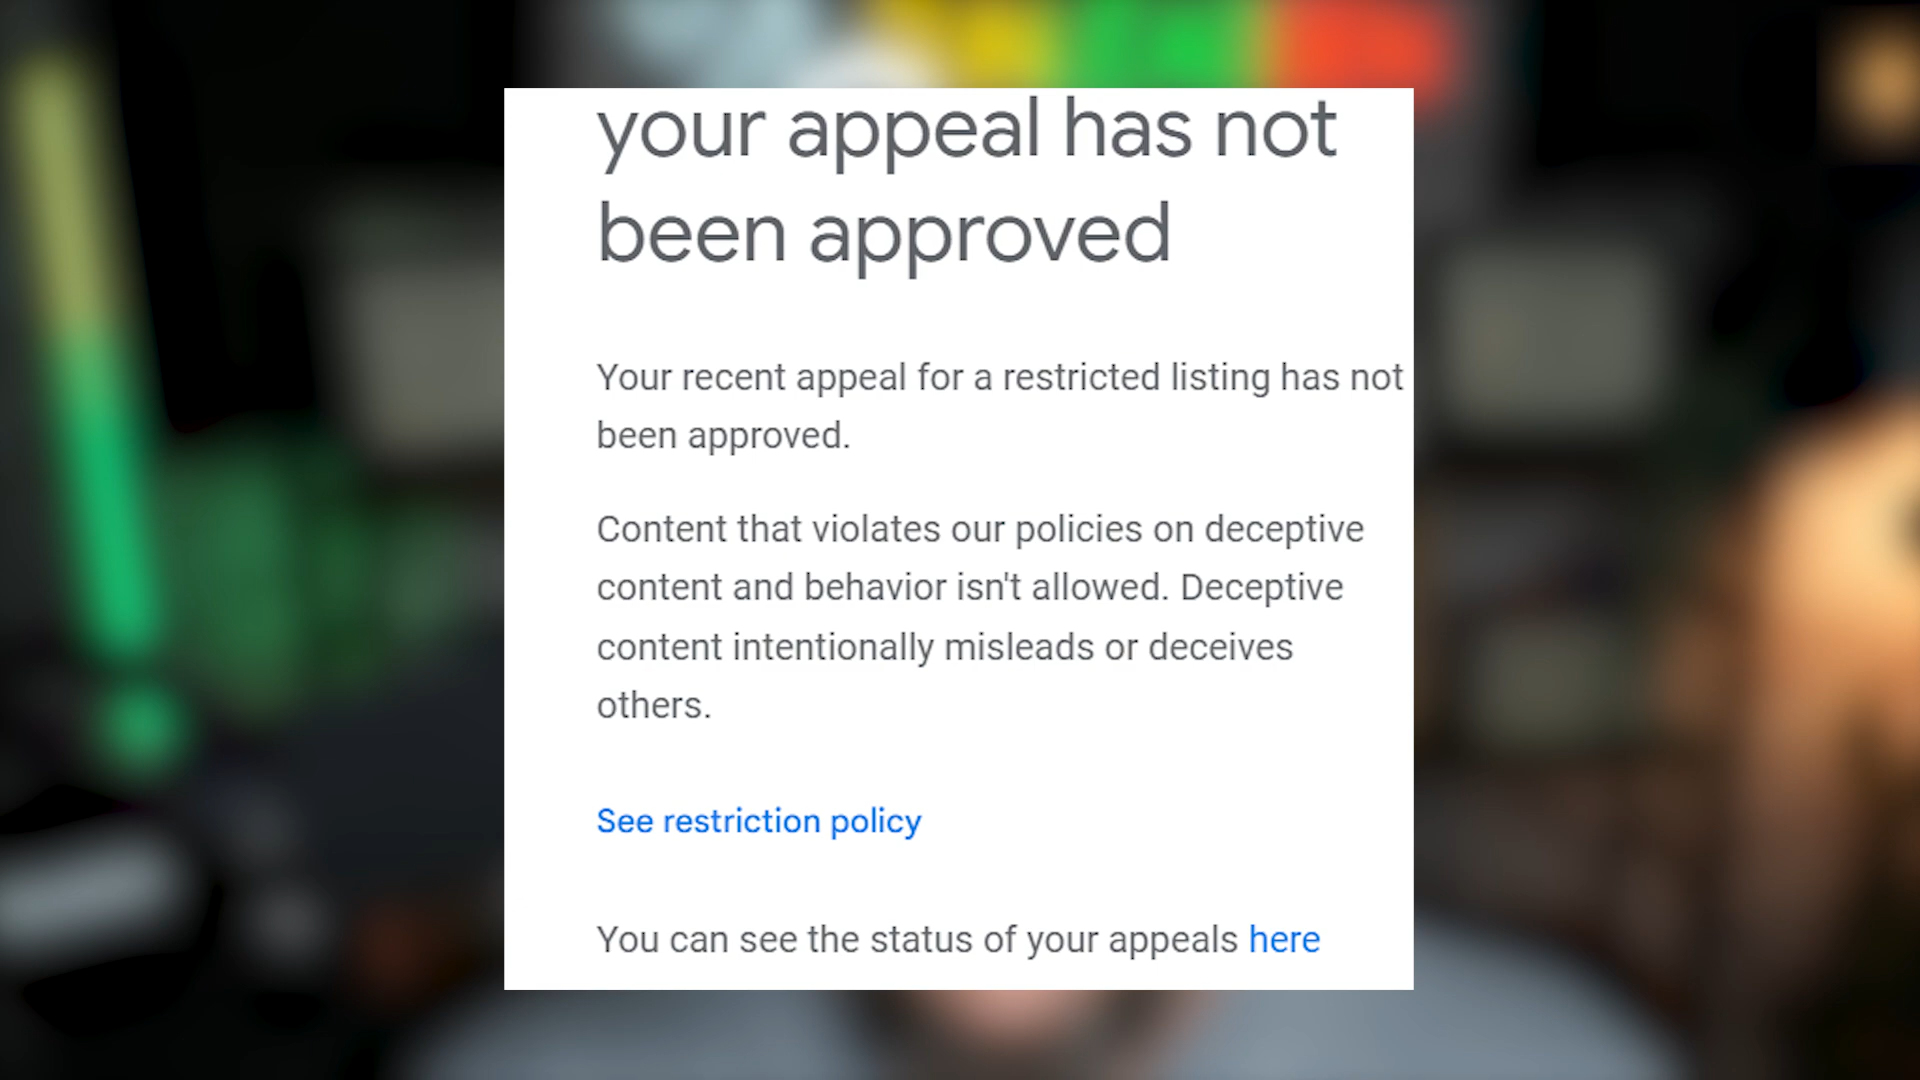 your appeal has not
been approved
Your recent appeal for a restricted listing has not
been approved.
Content that violates our policies on deceptive
content and behavior isn't allowed. Deceptive
content intentionally misleads or deceives
others.
See restriction policy
You can see the status of your appeals here